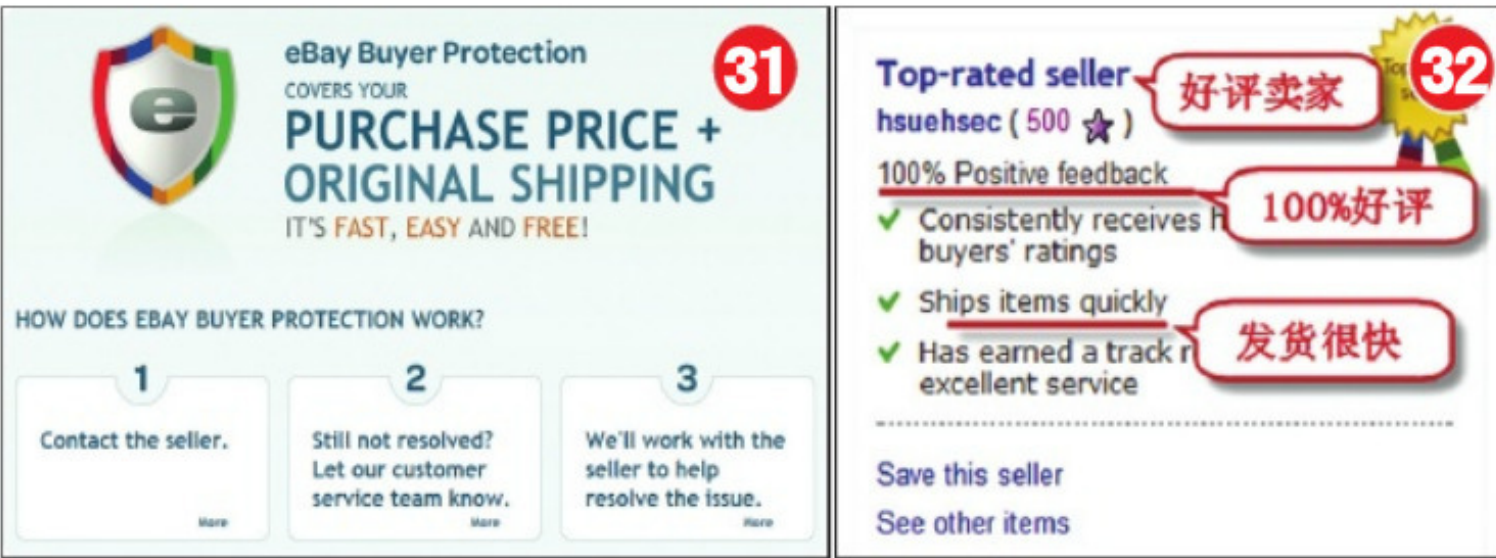 eBay Buyer Protection
COVERS YOUR
PURCHASE PRICE +
ORIGINAL SHIPPING
IT'S FAST, EASY AND FREE!
31
HOW DOES EBAY BUYER PROTECTION WORK?
1
Contact the seller.
More
2
Still not resolved?
Let our customer
service team know.
More
3
We'll work with the
seller to help
resolve the issue.
More
32
Top-rated seller
好评卖家
hsuehsec ( 500 )
100% Positive feedback
100%好评
Consistently receives
buyers' ratings
Ships items quickly
发货很快
Has earned a track
excellent service
Save this seller
See other items